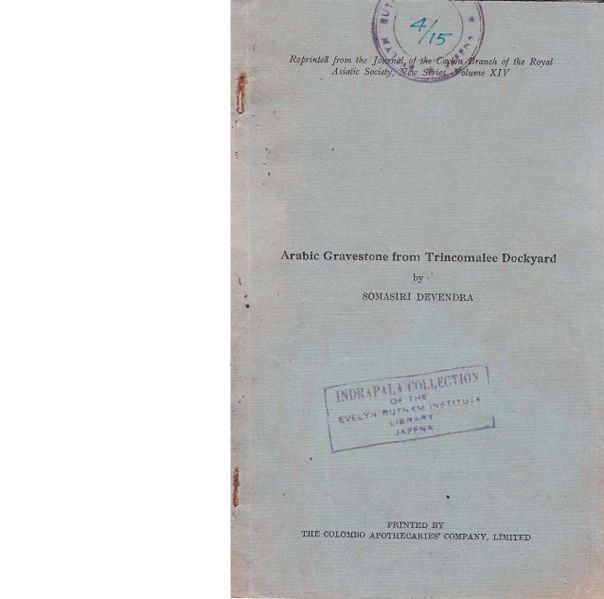 4/15
Reprinted from the Journal of the Ceylon Branch of the Royal
Asiatic Society, New Series, Volume XIV
Arabic Gravestone from Trincomalee Dockyard
by
SOMASIRI DEVENDRA
INDRAPALA COLLECTION
OF THE
EVELYN RUTNAM INSTITUTE
LIBRARY
JAFFNA
PRINTED BY
THE COLOMBO APOTHECARIES' COMPANY, LIMITED